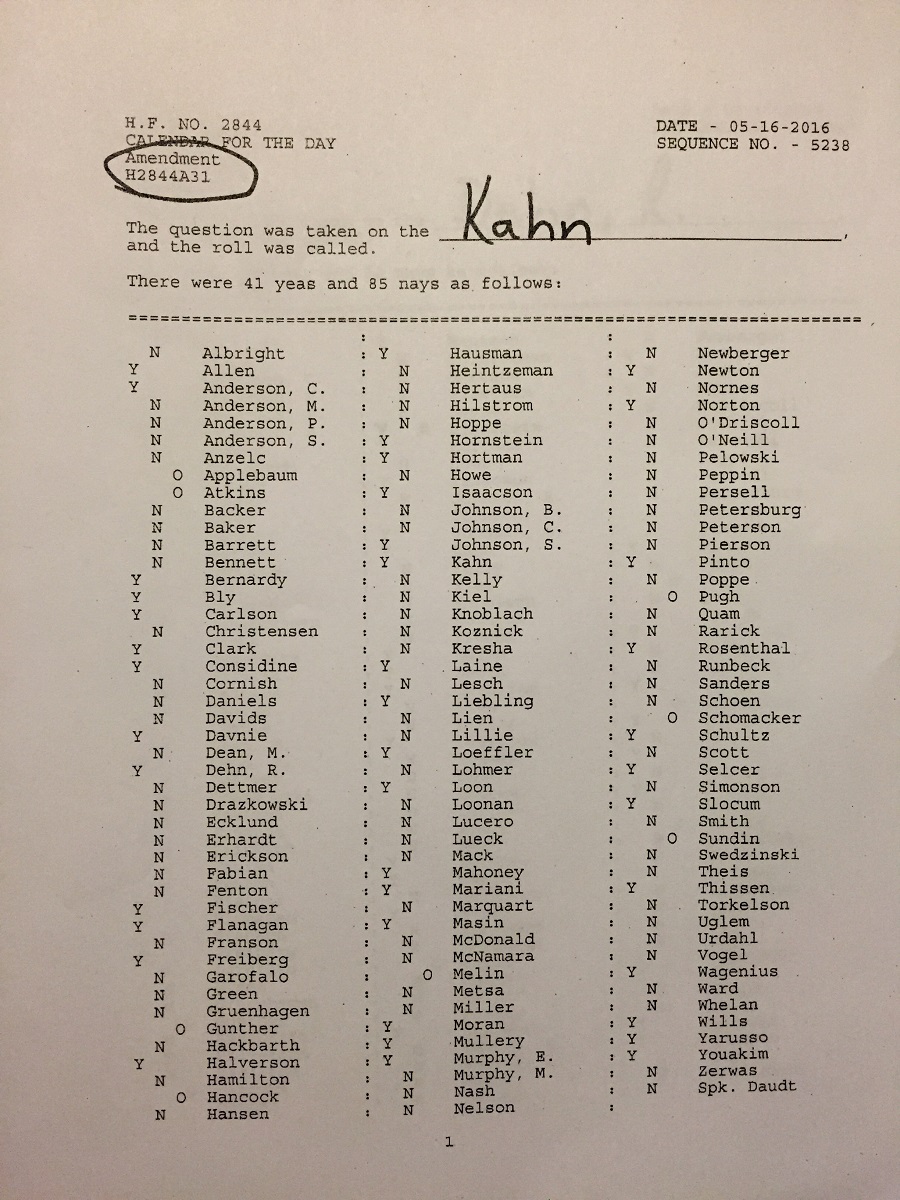 H.F. NO. 2844 DATE - 05-16-2016
CALENDAR FOR THE DAY SEQUENCE NO. - 5238
Amendment
H2844A31
The question was taken on the Kahn,
and the roll was called.
There were 41 yeas and 85 nays as follows:
=====================================================================================
: :
N Albright : Y Hausman : N Newberger
Y Allen : N Heintzeman : Y Newton
Y Anderson, C. : N Hertaus : N Nornes
N Anderson, M. : N Hilstrom : Y Norton
N Anderson, P. : N Hoppe : N O'Driscoll
N Anderson, S. : Y Hornstein : N O'Neill
N Anzelc : Y Hortman : N Pelowski
O Applebaum : N Howe : N Peppin
O Atkins : Y Isaacson : N Persell
N Backer : N Johnson, B. : N Petersburg
N Baker : N Johnson, C. : N Peterson
N Barrett : Y Johnson, S. : N Pierson
N Bennett : Y Kahn : Y Pinto
Y Bernardy : N Kelly : N Poppe
Y Bly : N Kiel : O Pugh
Y Carlson : N Knoblach : N Quam
N Christensen : N Koznick : N Rarick
Y Clark : N Kresha : Y Rosenthal
Y Considine : Y Laine : N Runbeck
N Cornish : N Lesch : N Sanders
N Daniels : Y Liebling : N Schoen
N Davids : N Lien : O Schomacker
Y Davnie : N Lillie : Y Schultz
N Dean, M. : Y Loeffler : N Scott
Y Dehn, R. : N Lohmer : Y Selcer
N Dettmer : Y Loon : N Simonson
N Drazkowski : N Loonan : Y Slocum
N Ecklund : N Lucero : N Smith
N Erhardt : N Lueck : O Sundin
N Erickson : N Mack : N Swedzinski
N Fabian : Y Mahoney : N Theis
N Fenton : Y Mariani : Y Thissen
Y Fischer : N Marquart : N Torkelson
Y Flanagan : Y Masin : N Uglem
N Franson : N McDonald : N Urdahl
Y Freiberg : N McNamara : N Vogel
N Garofalo : O Melin : Y Wagenius
N Green : N Metsa : N Ward
N Gruenhagen : N Miller : N Whelan
O Gunther : Y Moran : Y Wills
N Hackbarth : Y Mullery : Y Yarusso
Y Halverson : Y Murphy, E. : Y Youakim
N Hamilton : N Murphy, M. : N Zerwas
O Hancock : N Nash : N Spk. Daudt
N Hansen : N Nelson :
1